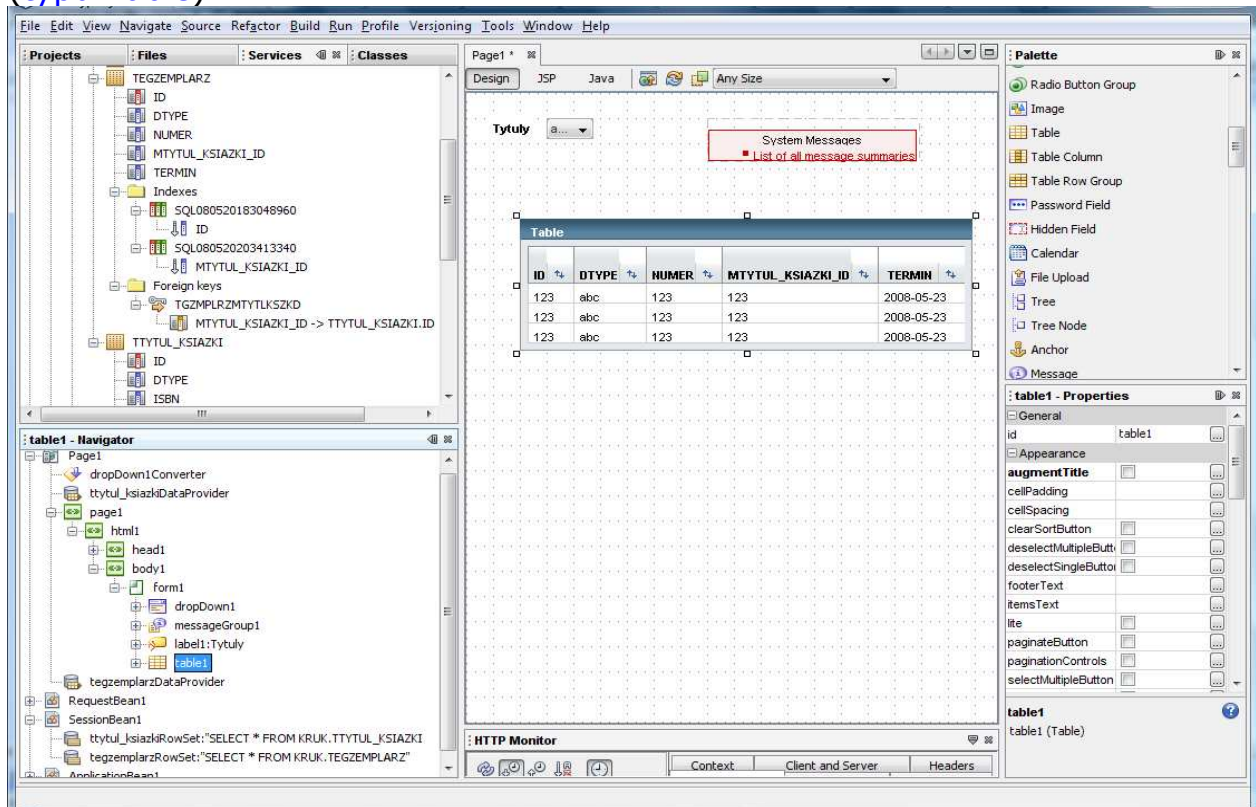 File Edit View Navigate Source Refactor Build Run Profile Versioning Tools Window Help
Projects Files Services Classes
TEGZEMPLARZ
ID
DTYPE
NUMER
MTYTUL_KSIAZKI_ID
TERMIN
Indexes
SQL080520183048960
ID
SQL080520203413340
MTYTUL_KSIAZKI_ID
Foreign keys
TGZMPLRZMTYTLKSZKD
MTYTUL_KSIAZKI_ID -> TTYTUL_KSIAZKI.ID
TTYTUL_KSIAZKI
ID
DTYPE
ISBN
table1 - Navigator
Page1
dropDown1Converter
ttytul_ksiazkiDataProvider
page1
html1
head1
body1
form1
dropDown1
messageGroup1
label1:Tytuly
table1
tegzemplarzDataProvider
RequestBean1
SessionBean1
ttytul_ksiazkiRowSet:"SELECT * FROM KRUK.TTYTUL_KSIAZKI
tegzemplarzRowSet:"SELECT * FROM KRUK.TEGZEMPLARZ"
ApplicationBean1
Page1 *
Design JSP Java Any Size
Tytuly a...
System Messages
List of all message summaries
Table
ID DTYPE NUMER MTYTUL_KSIAZKI_ID TERMIN
123 abc 123 123 2008-05-23
123 abc 123 123 2008-05-23
123 abc 123 123 2008-05-23
HTTP Monitor
Context Client and Server Headers
Palette
Radio Button Group
Image
Table
Table Column
Table Row Group
Password Field
Hidden Field
Calendar
File Upload
Tree
Tree Node
Anchor
Message
table1 - Properties
General
id table1 ...
Appearance
augmentTitle ...
cellPadding ...
cellSpacing ...
clearSortButton ...
deselectMultipleButt ...
deselectSingleButto ...
footerText ...
itemsText ...
lite ...
paginateButton ...
paginationControls ...
selectMultipleButton ...
table1
table1 (Table)